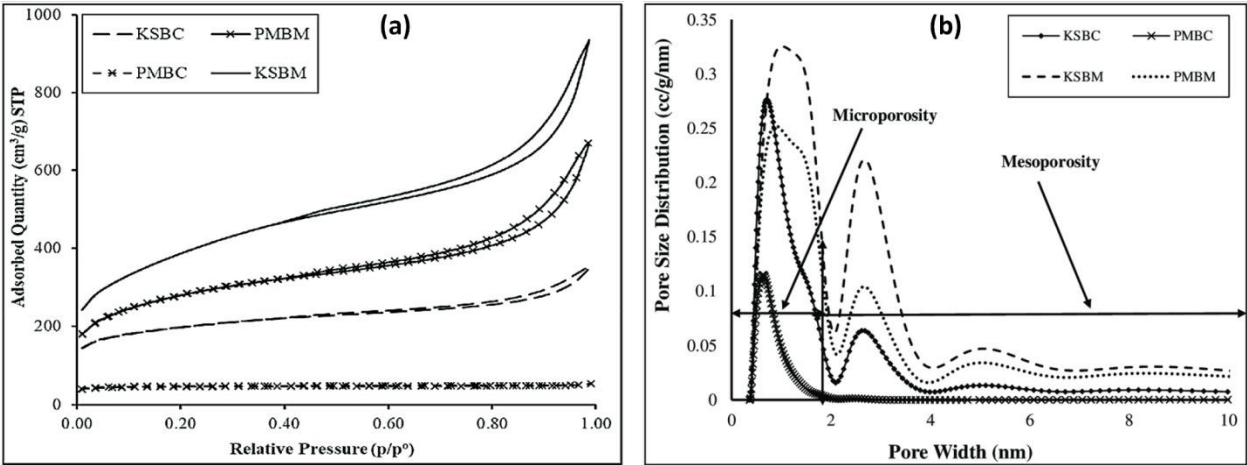 (a)
KSBC
PMBM
PMBC
KSBM
1000
800
600
400
200
0
Adsorbed Quantity (cm³/g) STP
0.00 0.20 0.40 0.60 0.80 1.00
Relative Pressure (p/pᵒ)
(b)
KSBC
PMBC
KSBM
PMBM
Microporosity
Mesoporosity
0.35
0.3
0.25
0.2
0.15
0.1
0.05
0
Pore Size Distribution (cc/g/nm)
0 2 4 6 8 10
Pore Width (nm)